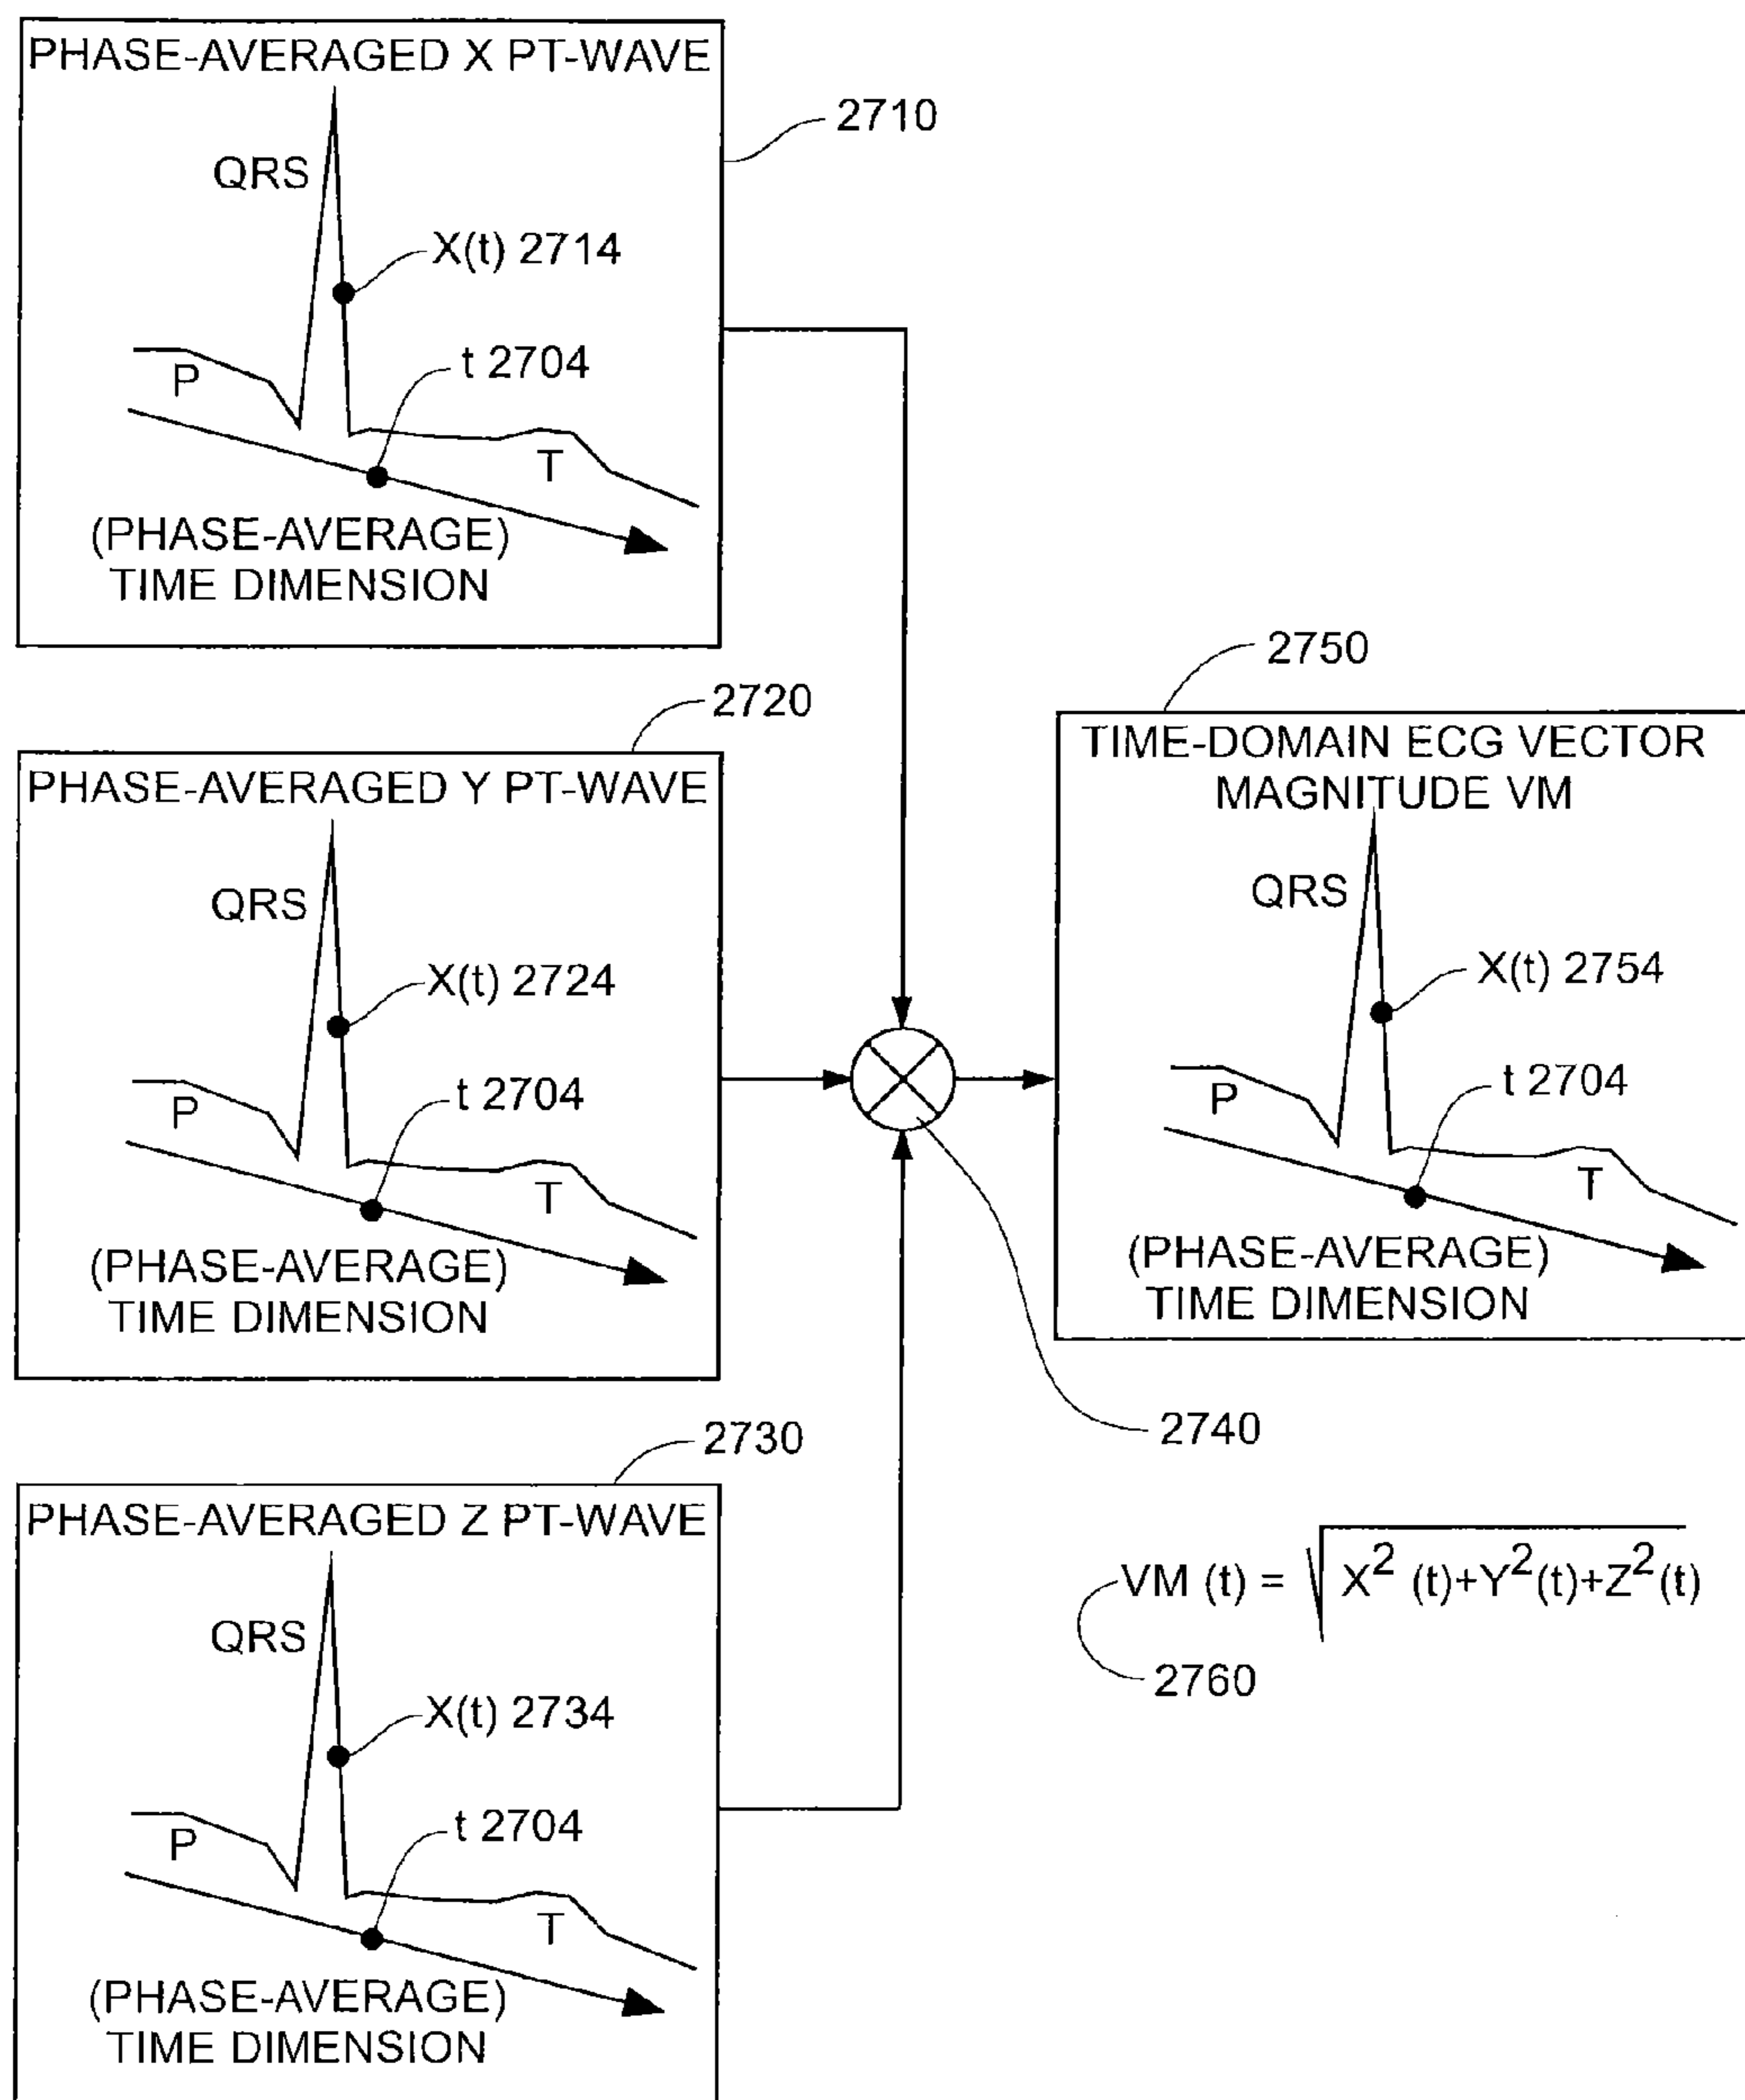 PHASE-AVERAGED X PT-WAVE
2710
QRS
X(t) 2714
t 2704
P
T
(PHASE-AVERAGE)
TIME DIMENSION
2720
PHASE-AVERAGED Y PT-WAVE
QRS
X(t) 2724
t 2704
P
T
(PHASE-AVERAGE)
TIME DIMENSION
2730
PHASE-AVERAGED Z PT-WAVE
QRS
X(t) 2734
t 2704
P
T
(PHASE-AVERAGE)
TIME DIMENSION
2740
2750
TIME-DOMAIN ECG VECTOR
MAGNITUDE VM
QRS
X(t) 2754
t 2704
P
T
(PHASE-AVERAGE)
TIME DIMENSION
VM (t) = √X² (t)+Y²(t)+Z²(t)
2760